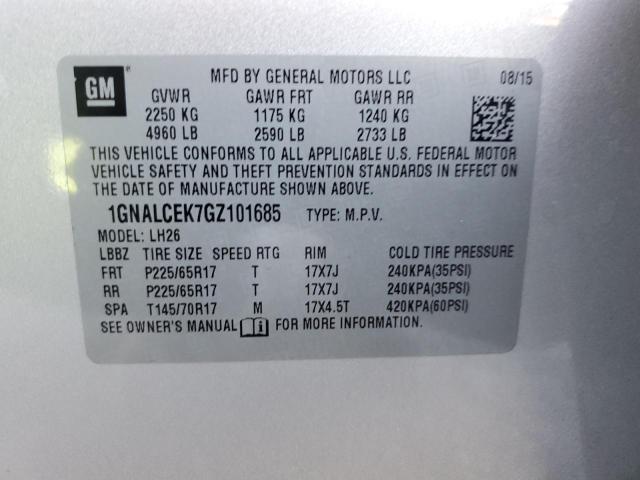 GM
MFD BY GENERAL MOTORS LLC 08/15
GVWR GAWR FRT GAWR RR
2250 KG 1175 KG 1240 KG
4960 LB 2590 LB 2733 LB
THIS VEHICLE CONFORMS TO ALL APPLICABLE U.S. FEDERAL MOTOR
VEHICLE SAFETY AND THEFT PREVENTION STANDARDS IN EFFECT ON
THE DATE OF MANUFACTURE SHOWN ABOVE.
1GNALCEK7GZ101685 TYPE: M.P.V.
MODEL: LH26
LBBZ TIRE SIZE SPEED RTG RIM COLD TIRE PRESSURE
FRT P225/65R17 T 17X7J 240KPA(35PSI)
RR P225/65R17 T 17X7J 240KPA(35PSI)
SPA T145/70R17 M 17X4.5T 420KPA(60PSI)
SEE OWNER'S MANUAL FOR MORE INFORMATION.